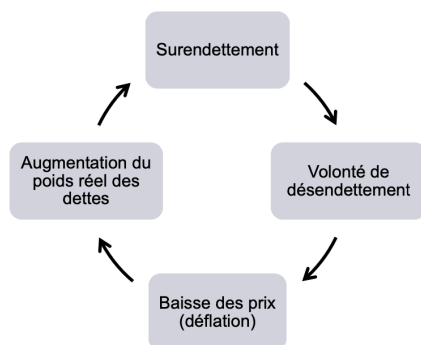 Surendettement
Volonté de
désendettement
Baisse des prix
(déflation)
Augmentation du
poids réel des
dettes